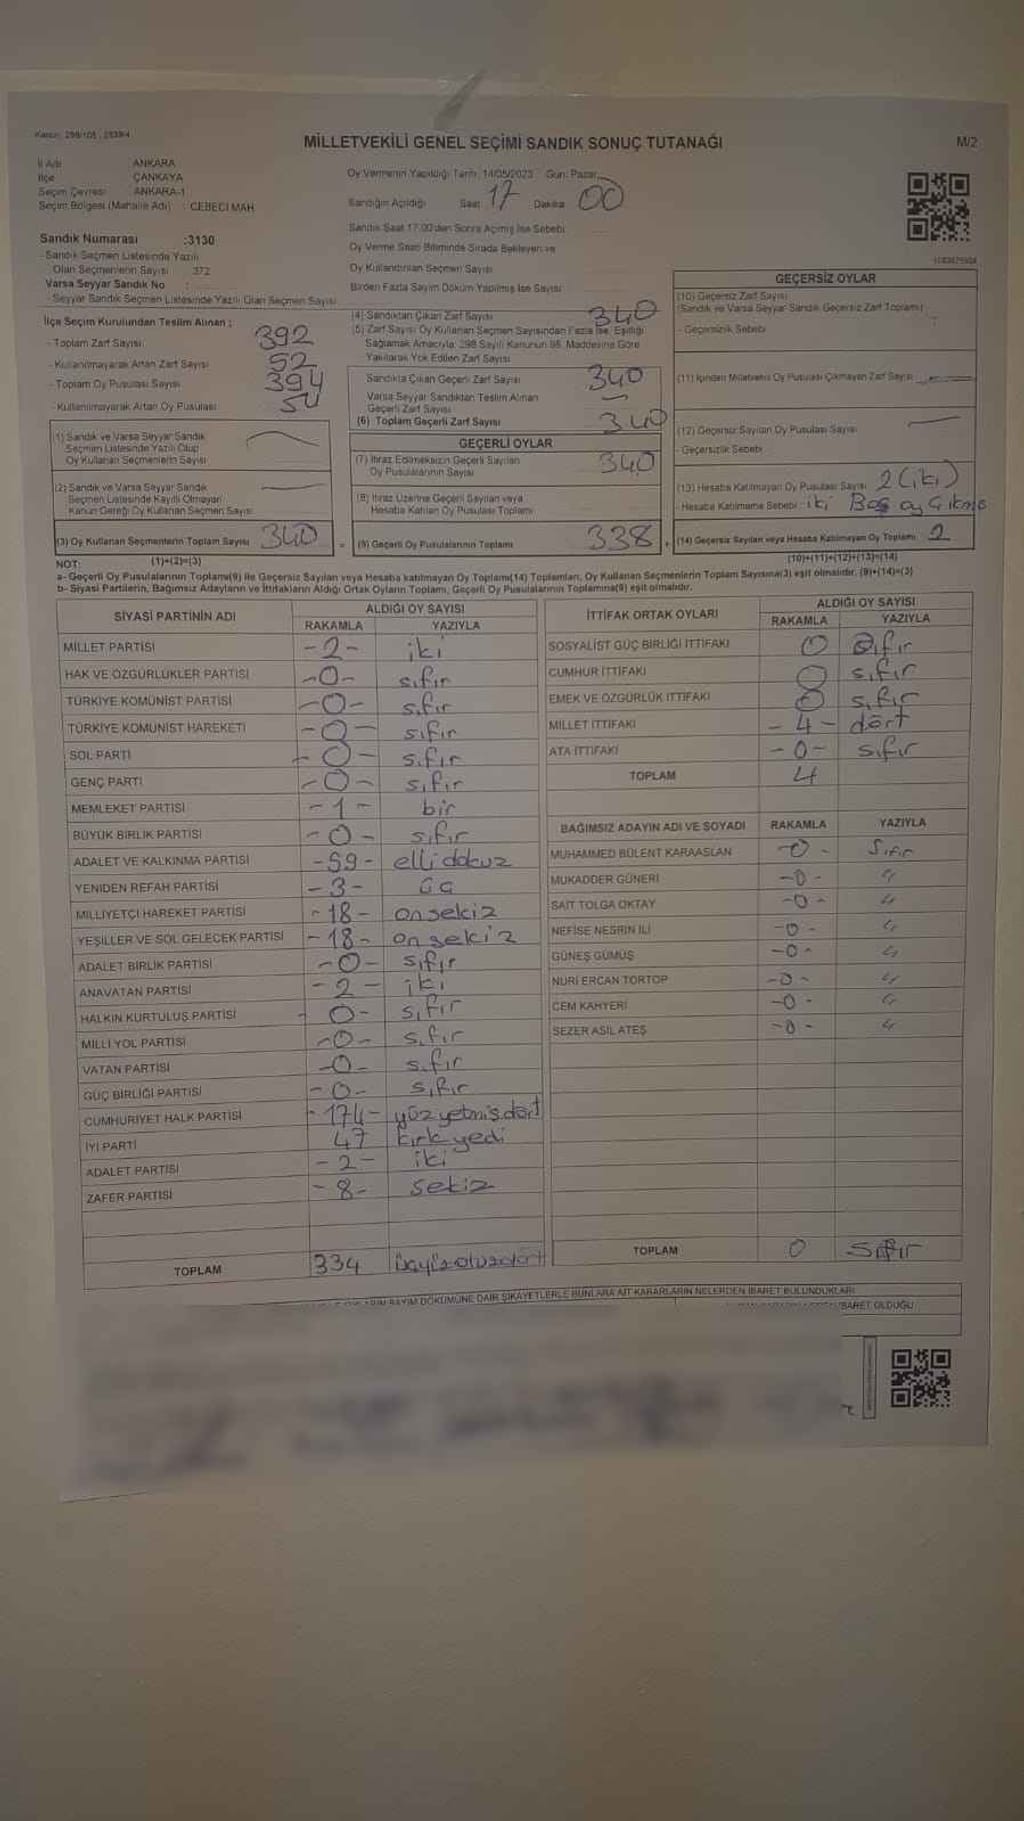 Kanun: 298/105, 2839/4
MİLLETVEKİLİ GENEL SEÇİMİ SANDIK SONUÇ TUTANAĞI
M/2
İl Adı ANKARA
İlçe ÇANKAYA
Seçim Çevresi ANKARA-1
Seçim Bölgesi (Mahalle Adı) : CEBECİ MAH
Oy Vermenin Yapıldığı Tarih: 14/05/2023 Gün: Pazar
Sandığın Açıldığı Saat 17 Dakika 00
Sandık Numarası :3130
- Sandık Seçmen Listesinde Yazılı
Olan Seçmenlerin Sayısı 372
Varsa Seyyar Sandık No :
- Seyyar Sandık Seçmen Listesinde Yazılı Olan Seçmen Sayısı
Sandık Saat 17.00'den Sonra Açılmış İse Sebebi
Oy Verme Sınırı Bitiminde Sırada Bekleyen ve
Oy Kullandırılan Seçmen Sayısı
Birden Fazla Sayım Döküm Yapılmış İse Sayısı
İlçe Seçim Kurulundan Teslim Alınan :
- Toplam Zarf Sayısı 392
- Kullanılmayarak Artan Zarf Sayısı 52
- Toplam Oy Pusulası Sayısı 394
- Kullanılmayarak Artan Oy Pusulası 54
(1) Sandık ve Varsa Seyyar Sandık
Seçmen Listesinde Yazılı Olup
Oy Kullanan Seçmenlerin Sayısı
(2) Sandık ve Varsa Seyyar Sandık
Seçmen Listesinde Kayıtlı Olmayan
Kanun Gereği Oy Kullanan Seçmen Sayısı
(3) Oy Kullanan Seçmenlerin Toplam Sayısı 340
(1)+(2)=(3)
(4) Sandıktan Çıkan Zarf Sayısı 340
(5) Zarf Sayısı Oy Kullanan Seçmen Sayısından Fazla İse, Eşitliği
Sağlamak Amacıyla, 298 Sayılı Kanunun 98. Maddesine Göre
Yakılarak Yok Edilen Zarf Sayısı
Sandıkta Çıkan Geçerli Zarf Sayısı 340
Varsa Seyyar Sandıktan Teslim Alınan
Geçerli Zarf Sayısı -
(6) Toplam Geçerli Zarf Sayısı 340
GEÇERLİ OYLAR
(7) İtiraz Edilmeksizin Geçerli Sayılan
Oy Pusulalarının Sayısı 340
(8) İtiraz Üzerine Geçerli Sayılan veya
Hesaba Katılan Oy Pusulası Toplamı
(9) Geçerli Oy Pusulalarının Toplamı 338
GEÇERSİZ OYLAR
(10) Geçersiz Zarf Sayısı
(Sandık ve Varsa Seyyar Sandık Geçersiz Zarf Toplamı)
- Geçersizlik Sebebi
(11) İçinden Milletvekili Oy Pusulası Çıkmayan Zarf Sayısı
(12) Geçersiz Sayılan Oy Pusulası Sayısı
- Geçersizlik Sebebi
(13) Hesaba Katılmayan Oy Pusulası Sayısı 2 (iki)
Hesaba Katılmama Sebebi : iki Boş oy Çıkmış
(14) Geçersiz Sayılan veya Hesaba Katılmayan Oy Toplamı 2
(10)+(11)+(12)+(13)=(14)
NOT:
a- Geçerli Oy Pusulalarının Toplamı(9) ile Geçersiz Sayılan veya Hesaba katılmayan Oy Toplamı(14) Toplamları, Oy Kullanan Seçmenlerin Toplam Sayısına(3) eşit olmalıdır. (9)+(14)=(3)
b- Siyasi Partilerin, Bağımsız Adayların ve İttifakların Aldığı Ortak Oyların Toplamı, Geçerli Oy Pusulalarının Toplamına(9) eşit olmalıdır.
SİYASİ PARTİNİN ADI ALDIĞI OY SAYISI
RAKAMLA YAZIYLA
MİLLET PARTİSİ -2- iki
HAK VE ÖZGÜRLÜKLER PARTİSİ -0- sıfır
TÜRKİYE KOMÜNİST PARTİSİ -0- sıfır
TÜRKİYE KOMÜNİST HAREKETİ -0- sıfır
SOL PARTİ -0- sıfır
GENÇ PARTİ -0- sıfır
MEMLEKET PARTİSİ -1- bir
BÜYÜK BİRLİK PARTİSİ -0- sıfır
ADALET VE KALKINMA PARTİSİ -59- elli dokuz
YENİDEN REFAH PARTİSİ -3- üç
MİLLİYETÇİ HAREKET PARTİSİ -18- onsekiz
YEŞİLLER VE SOL GELECEK PARTİSİ -18- onsekiz
ADALET BİRLİK PARTİSİ -0- sıfır
ANAVATAN PARTİSİ -2- iki
HALKIN KURTULUŞ PARTİSİ -0- sıfır
MİLLİ YOL PARTİSİ -0- sıfır
VATAN PARTİSİ -0- sıfır
GÜÇ BİRLİĞİ PARTİSİ -0- sıfır
CUMHURİYET HALK PARTİSİ -174- yüz yetmiş dört
İYİ PARTİ 47 kırk yedi
ADALET PARTİSİ -2- iki
ZAFER PARTİSİ -8- sekiz
TOPLAM 334 üçyüzotuzdört
İTTİFAK ORTAK OYLARI ALDIĞI OY SAYISI
RAKAMLA YAZIYLA
SOSYALİST GÜÇ BİRLİĞİ İTTİFAKI 0 sıfır
CUMHUR İTTİFAKI 0 sıfır
EMEK VE ÖZGÜRLÜK İTTİFAKI 0 sıfır
MİLLET İTTİFAKI -4- dört
ATA İTTİFAKI -0- sıfır
TOPLAM 4
BAĞIMSIZ ADAYIN ADI VE SOYADI RAKAMLA YAZIYLA
MUHAMMED BÜLENT KARAASLAN -0- Sıfır
MUKADDER GÜNERİ -0- "
SAİT TOLGA OKTAY -0- "
NEFİSE NESRİN İLİ -0- "
GÜNEŞ GÜMÜŞ -0- "
NURİ ERCAN TORTOP -0- "
CEM KAHYERİ -0- "
SEZER ASIL ATEŞ -0- "
TOPLAM 0 Sıfır
SAYIM DÖKÜMÜNE DAİR ŞİKAYETLERLE BUNLARA AİT KARARLARIN NELERDEN İBARET BULUNDUKLARI
İBARET OLDUĞU